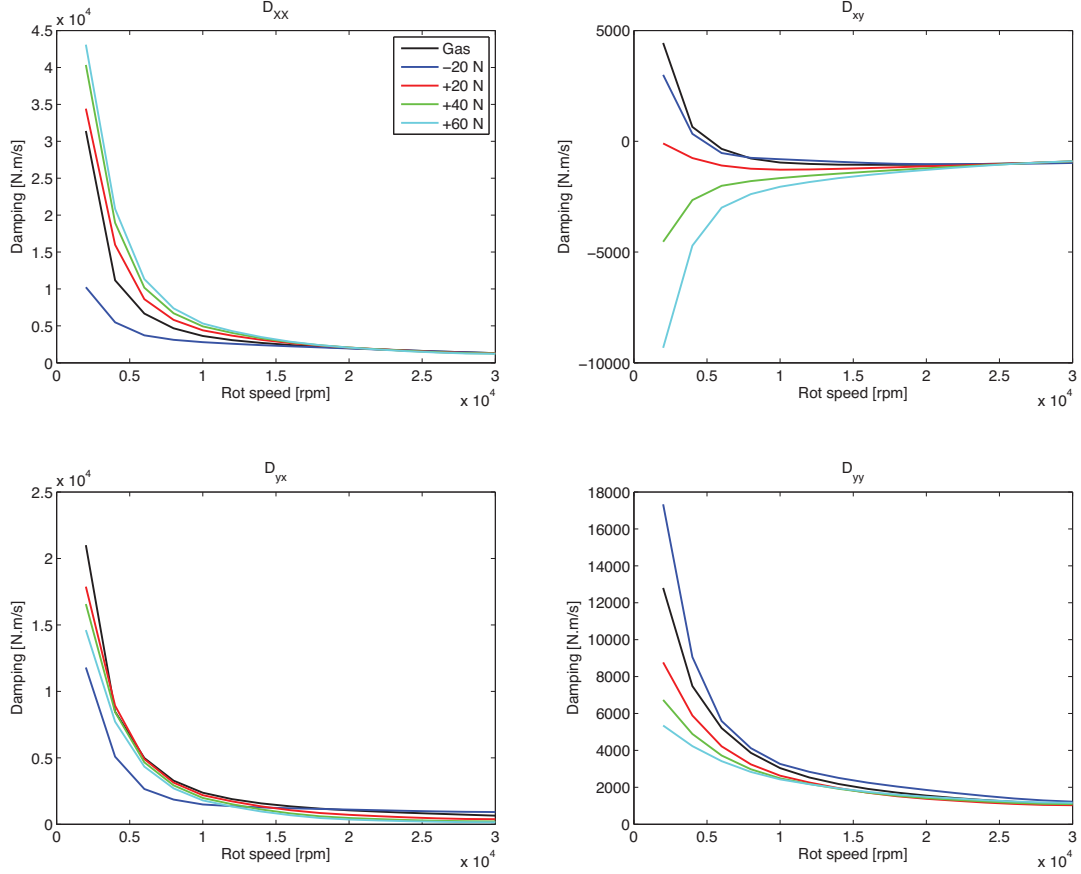 D_XX
x 10^4
4.5
4
3.5
3
2.5
2
1.5
1
0.5
0
Damping [N.m/s]
Gas
−20 N
+20 N
+40 N
+60 N
0 0.5 1 1.5 2 2.5 3
Rot speed [rpm]
x 10^4
D_xy
5000
0
−5000
−10000
Damping [N.m/s]
0 0.5 1 1.5 2 2.5 3
Rot speed [rpm]
x 10^4
D_yx
x 10^4
2.5
2
1.5
1
0.5
0
Damping [N.m/s]
0 0.5 1 1.5 2 2.5 3
Rot speed [rpm]
x 10^4
D_yy
18000
16000
14000
12000
10000
8000
6000
4000
2000
0
Damping [N.m/s]
0 0.5 1 1.5 2 2.5 3
Rot speed [rpm]
x 10^4